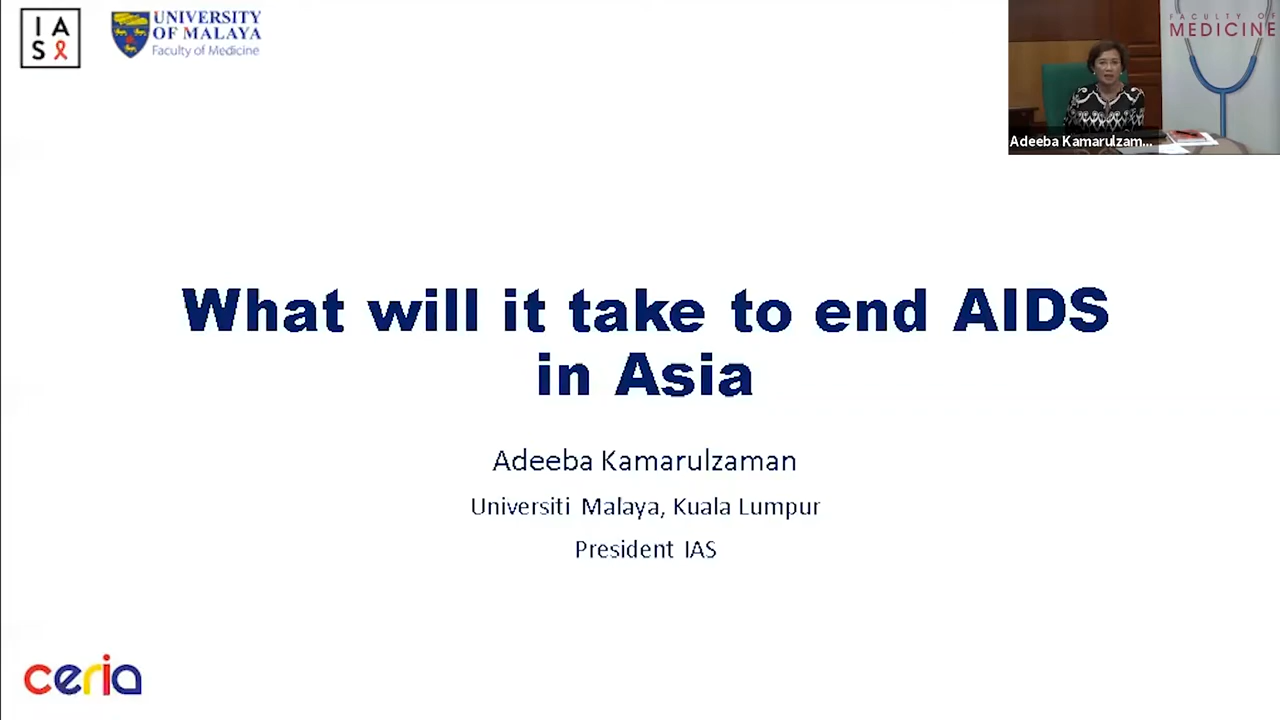 I A
S
UNIVERSITY
OF MALAYA
Faculty of Medicine
FACULTY OF
MEDICINE
Adeeba Kamarulzam...
What will it take to end AIDS
in Asia
Adeeba Kamarulzaman
Universiti Malaya, Kuala Lumpur
President IAS
ceria